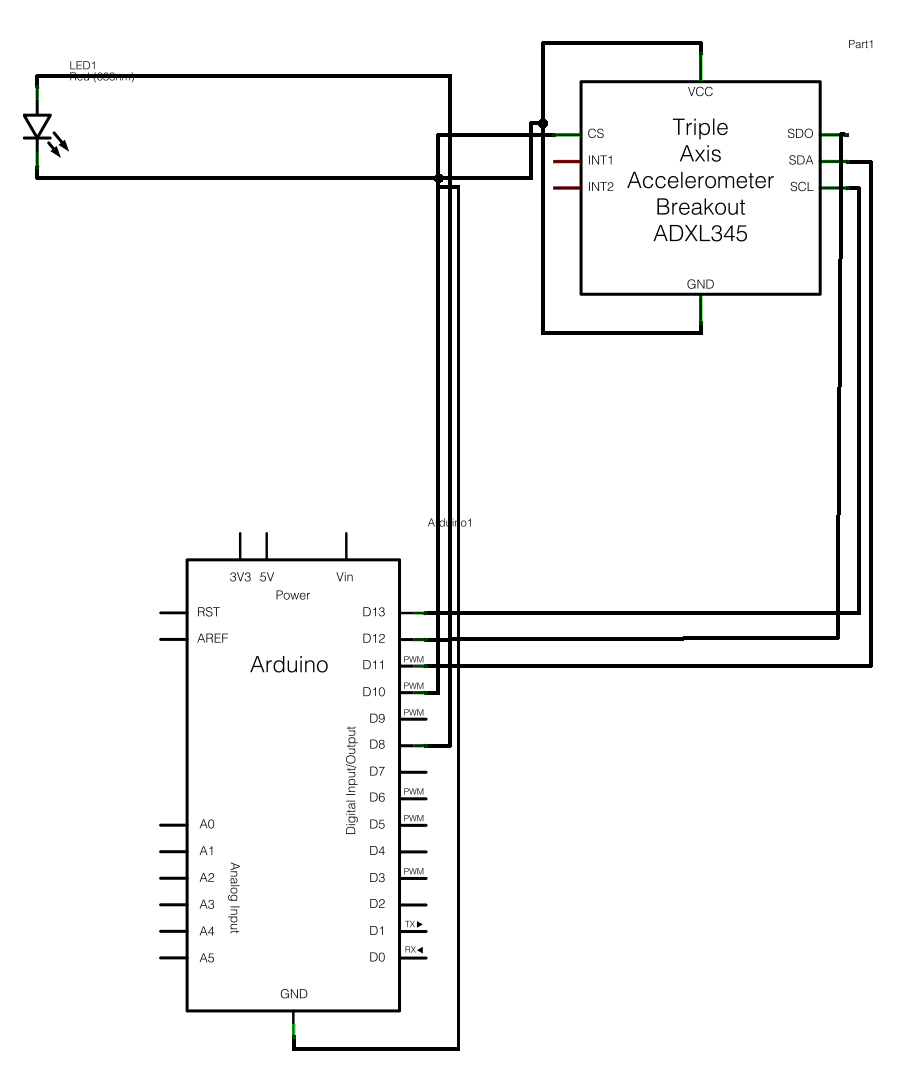 LED1
Red (633nm)
Part1
VCC
CS
INT1
INT2
Triple
Axis
Accelerometer
Breakout
ADXL345
SDO
SDA
SCL
GND
Arduino1
3V3 5V Vin
Power
RST
AREF
Arduino
D13
D12
D11 PWM
D10 PWM
D9 PWM
D8
D7
D6 PWM
D5 PWM
D4
D3 PWM
D2
D1 TX
D0 RX
Digital Input/Output
A0
A1
A2
A3
A4
A5
Analog Input
GND